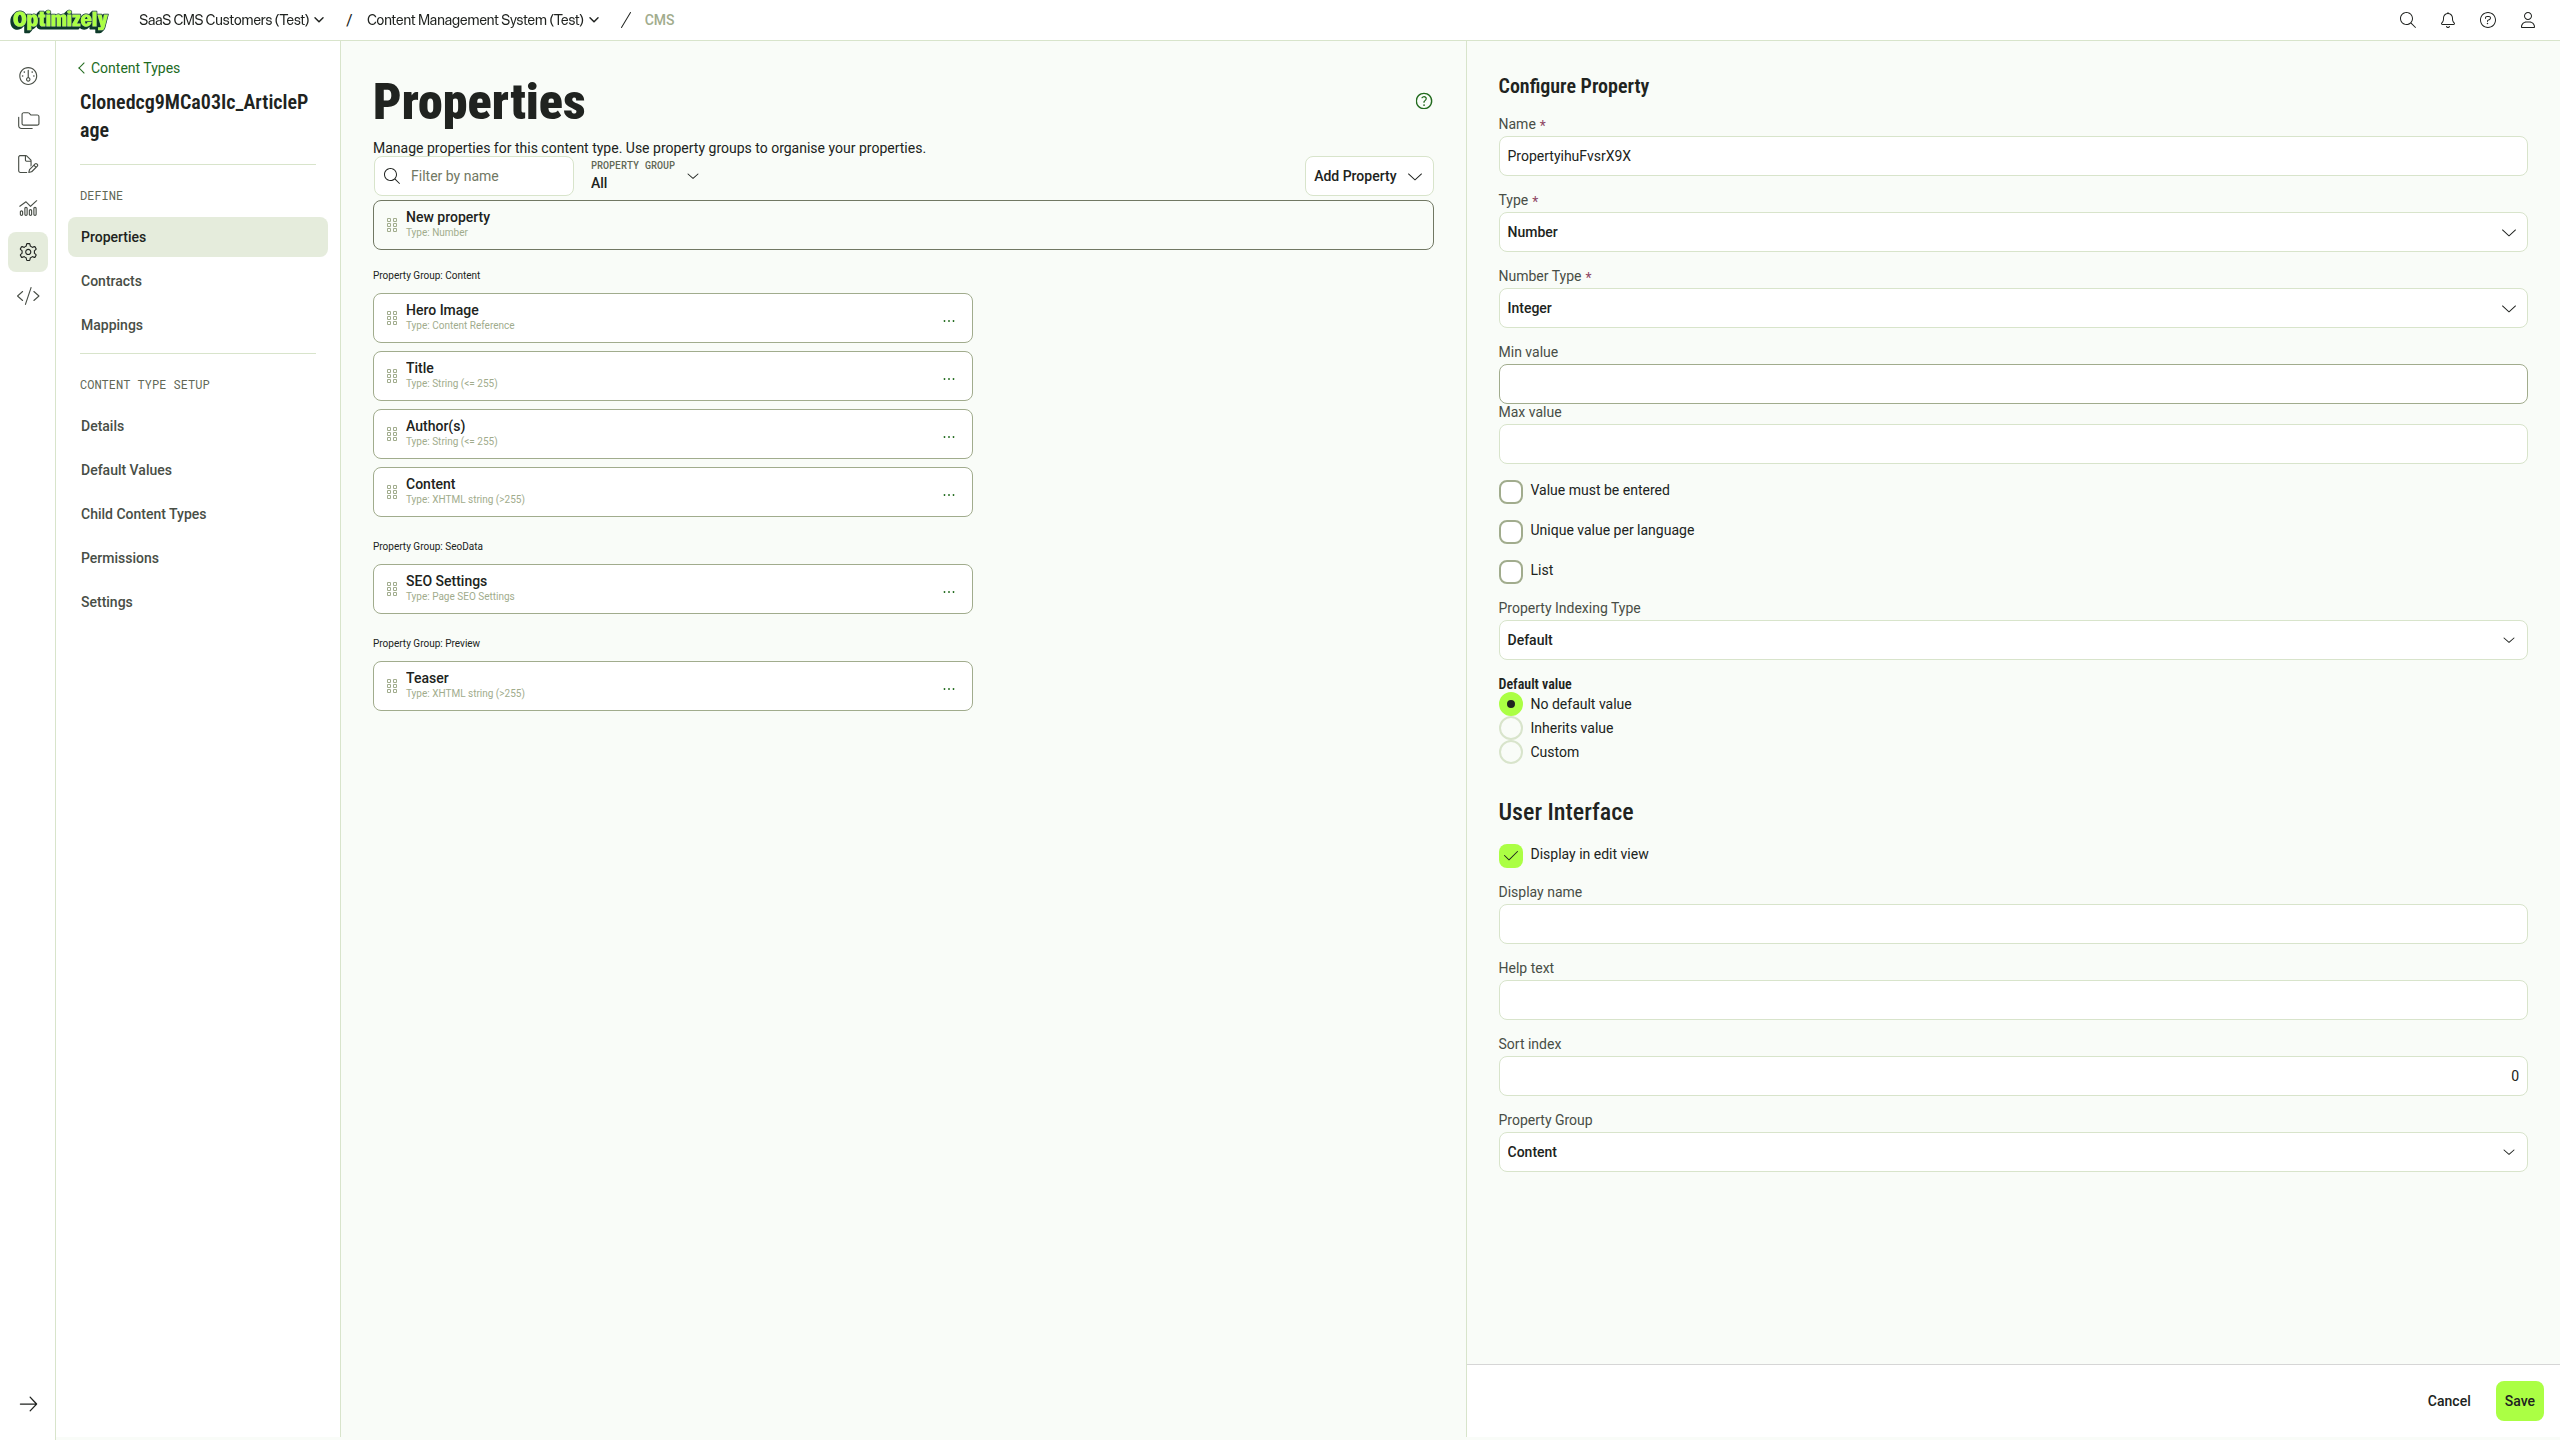 Optimizely
SaaS CMS Customers (Test) / Content Management System (Test) / CMS
Content Types
Clonedcg9MCa03lc_ArticleP
age
DEFINE
Properties
Contracts
Mappings
CONTENT TYPE SETUP
Details
Default Values
Child Content Types
Permissions
Settings
Properties
Manage properties for this content type. Use property groups to organise your properties.
Filter by name
PROPERTY GROUP
All
Add Property
New property
Type: Number
Property Group: Content
Hero Image
Type: Content Reference
...
Title
Type: String (<= 255)
...
Author(s)
Type: String (<= 255)
...
Content
Type: XHTML string (>255)
...
Property Group: SeoData
SEO Settings
Type: Page SEO Settings
...
Property Group: Preview
Teaser
Type: XHTML string (>255)
...
Configure Property
Name *
PropertyihuFvsrX9X
Type *
Number
Number Type *
Integer
Min value
Max value
Value must be entered
Unique value per language
List
Property Indexing Type
Default
Default value
No default value
Inherits value
Custom
User Interface
Display in edit view
Display name
Help text
Sort index
0
Property Group
Content
Cancel
Save